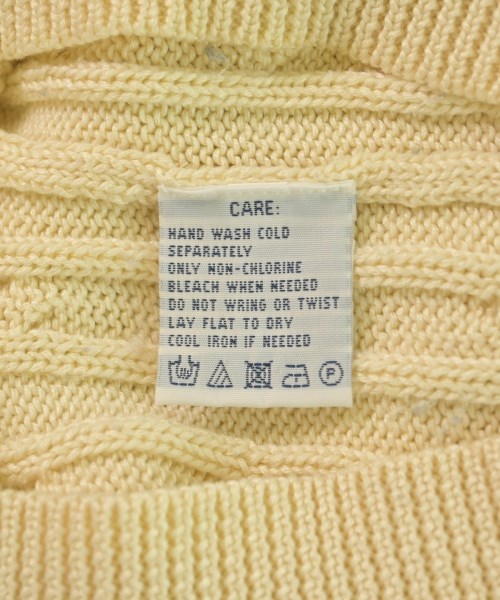 CARE:
HAND WASH COLD
SEPARATELY
ONLY NON-CHLORINE
BLEACH WHEN NEEDED
DO NOT WRING OR TWIST
LAY FLAT TO DRY
COOL IRON IF NEEDED
P